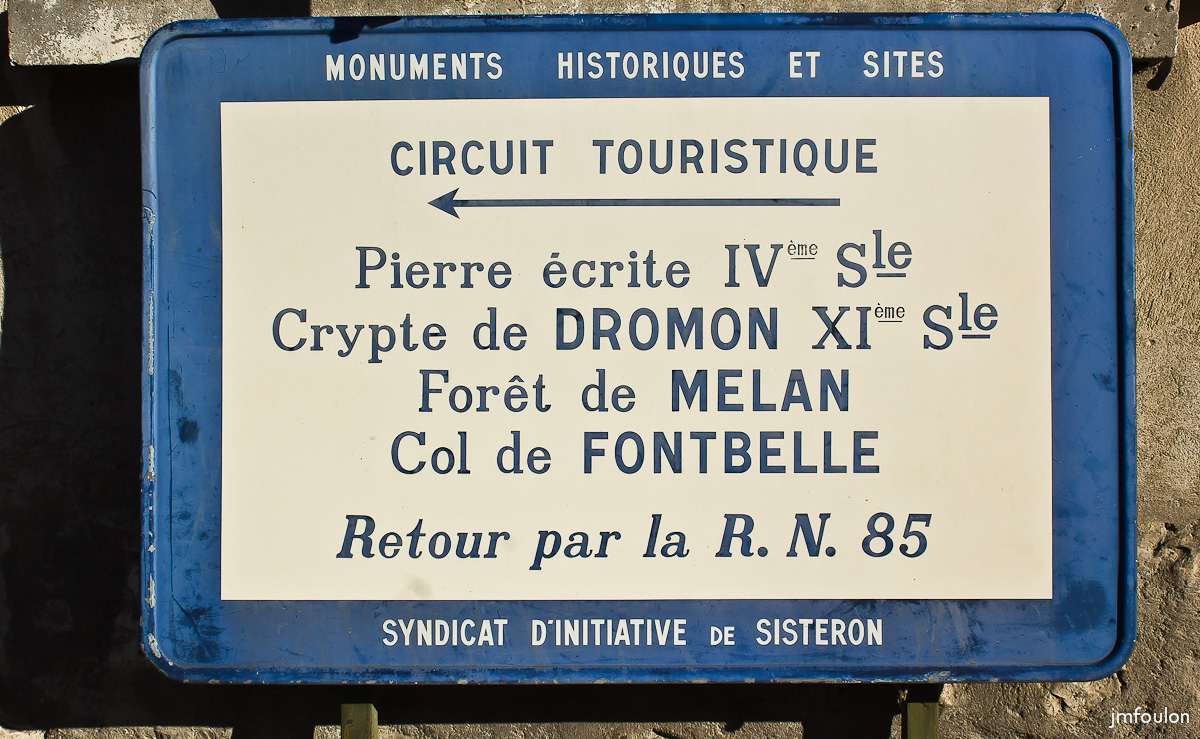 MONUMENTS HISTORIQUES ET SITES
CIRCUIT TOURISTIQUE
Pierre écrite IVème Sle
Crypte de DROMON XIème Sle
Forêt de MELAN
Col de FONTBELLE
Retour par la R. N. 85
SYNDICAT D'INITIATIVE DE SISTERON
jmfoulon